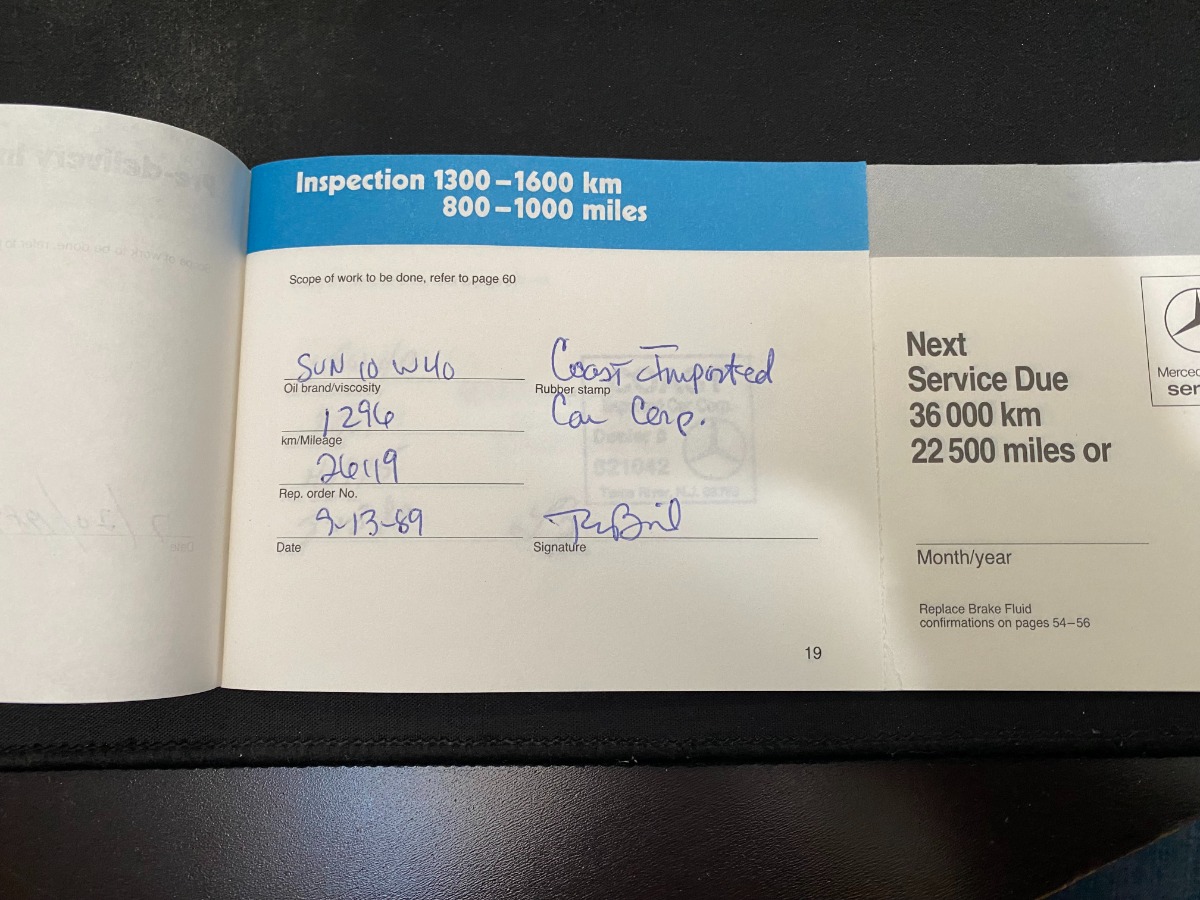 Inspection 1300–1600 km
800–1000 miles
Scope of work to be done, refer to page 60
SUN 10 W40
Oil brand/viscosity
1296
km/Mileage
26119
Rep. order No.
9-13-89
Date
Coast Imported
Rubber stamp
Car Corp.
Signature
19
Next
Service Due
36 000 km
22 500 miles or
Month/year
Replace Brake Fluid
confirmations on pages 54–56